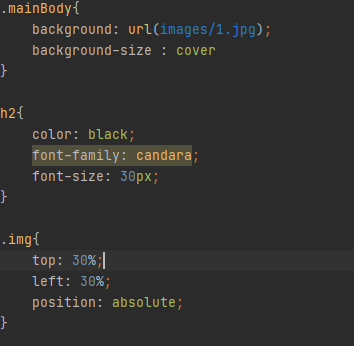 .mainBody{
    background: url(images/1.jpg);
    background-size : cover
}
h2{
    color: black;
    font-family: candara;
    font-size: 30px;
}
.img{
    top: 30%;
    left: 30%;
    position: absolute;
}